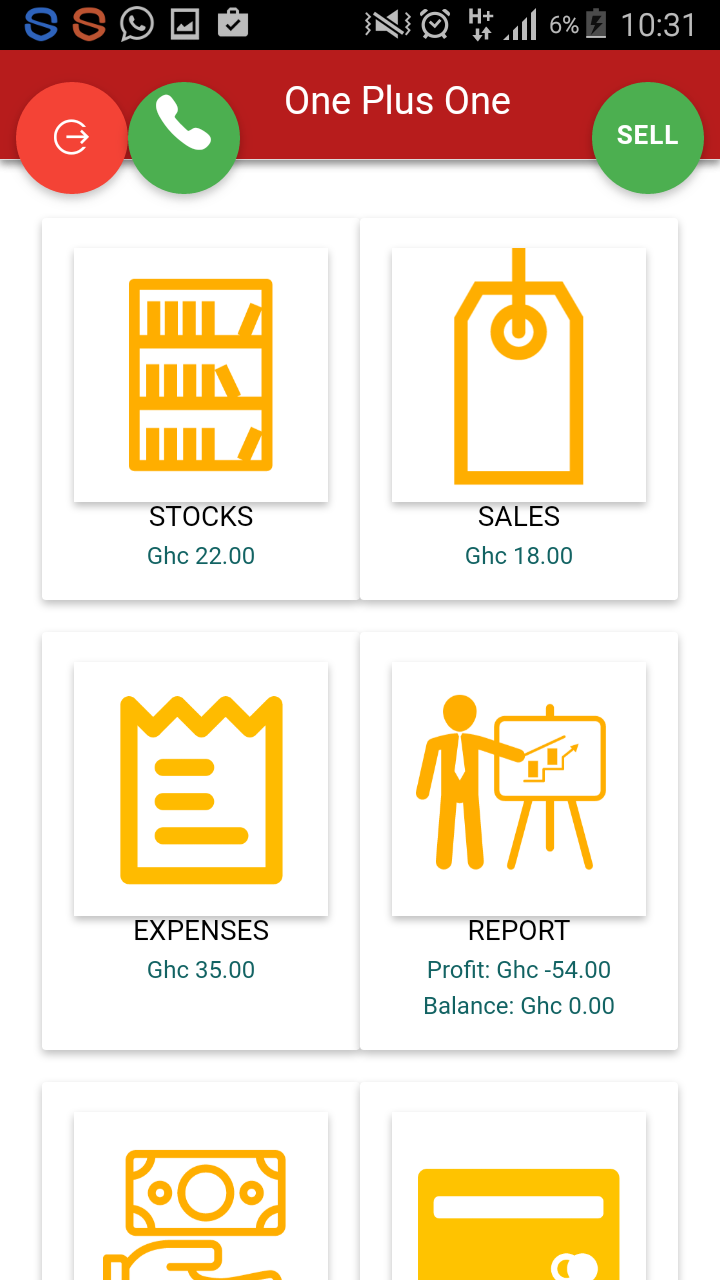 H+ 6% 10:31
One Plus One
SELL
STOCKS
Ghc 22.00
SALES
Ghc 18.00
EXPENSES
Ghc 35.00
REPORT
Profit: Ghc -54.00
Balance: Ghc 0.00